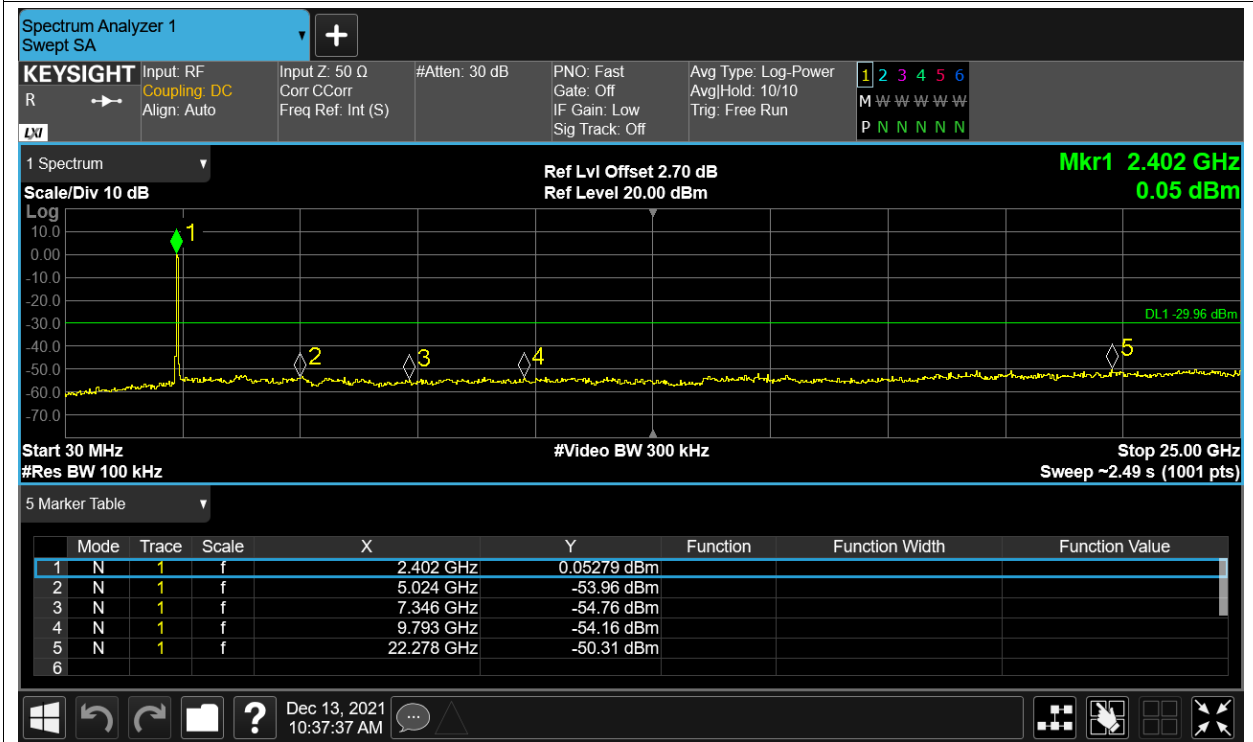 Spectrum Analyzer 1
Swept SA
+
KEYSIGHT
R
LXI
Input: RF
Coupling: DC
Align: Auto
Input Z: 50 Ω
Corr CCorr
Freq Ref: Int (S)
#Atten: 30 dB
PNO: Fast
Gate: Off
IF Gain: Low
Sig Track: Off
Avg Type: Log-Power
Avg|Hold: 10/10
Trig: Free Run
1 2 3 4 5 6
M W W W W W
P N N N N N
1 Spectrum
Scale/Div 10 dB
Ref Lvl Offset 2.70 dB
Ref Level 20.00 dBm
Mkr1 2.402 GHz
0.05 dBm
Log
10.0
0.00
-10.0
-20.0
-30.0
-40.0
-50.0
-60.0
-70.0
1
2
3
4
5
DL1 -29.96 dBm
Start 30 MHz
#Res BW 100 kHz
#Video BW 300 kHz
Stop 25.00 GHz
Sweep ~2.49 s (1001 pts)
5 Marker Table
Mode Trace Scale X Y Function Function Width Function Value
1 N 1 f 2.402 GHz 0.05279 dBm
2 N 1 f 5.024 GHz -53.96 dBm
3 N 1 f 7.346 GHz -54.76 dBm
4 N 1 f 9.793 GHz -54.16 dBm
5 N 1 f 22.278 GHz -50.31 dBm
6
?
Dec 13, 2021
10:37:37 AM